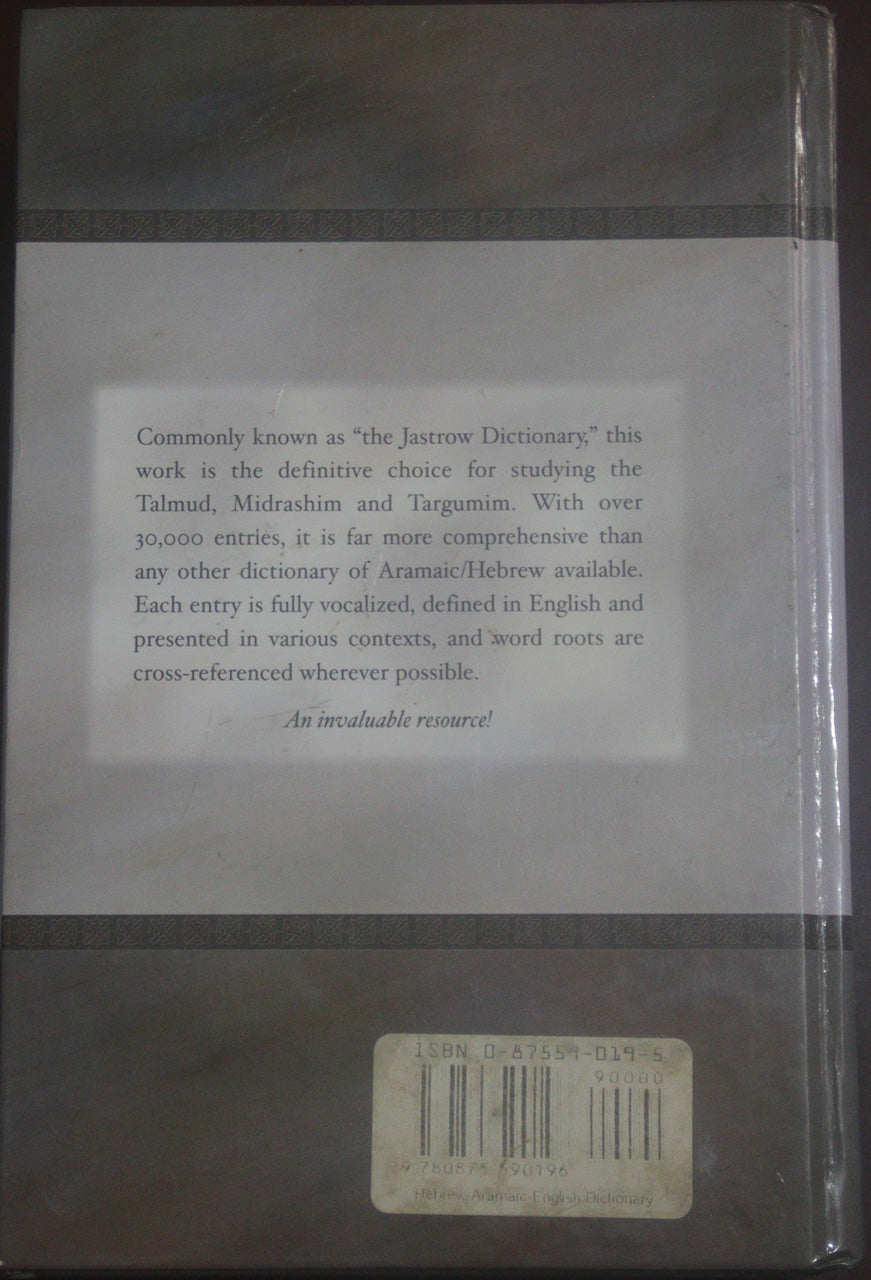 Commonly known as “the Jastrow Dictionary,” this
work is the definitive choice for studying the
Talmud, Midrashim and Targumim. With over
30,000 entries, it is far more comprehensive than
any other dictionary of Aramaic/Hebrew available.
Each entry is fully vocalized, defined in English and
presented in various contexts, and word roots are
cross-referenced wherever possible.
An invaluable resource!
ISBN 0-87559-019-5
90000
9 780875 590196
Hebrew-Aramaic-English Dictionary